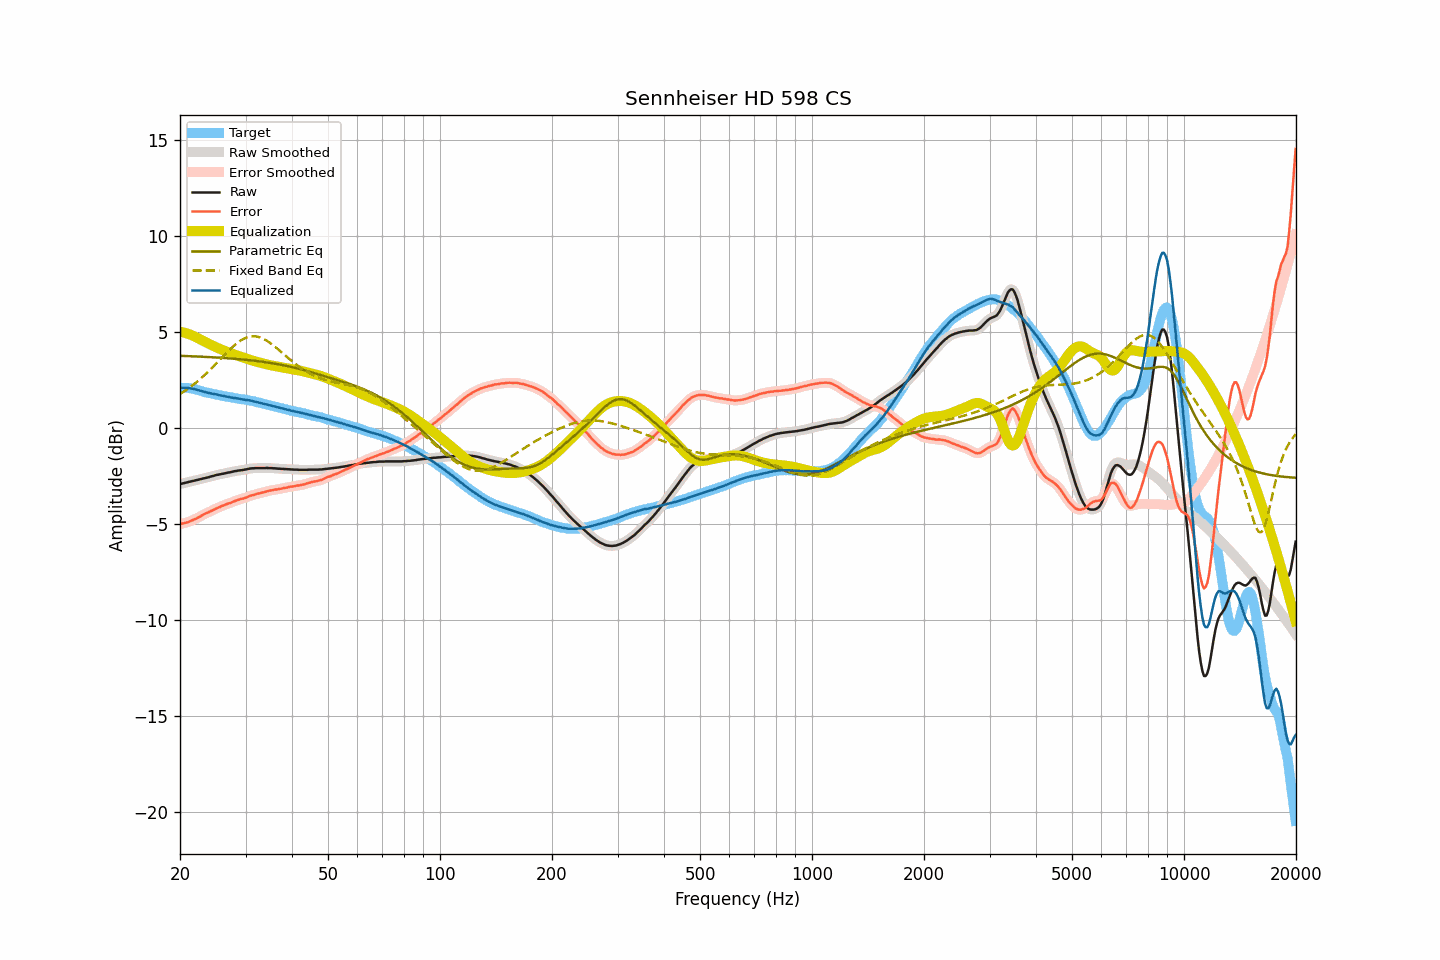 Sennheiser HD 598 CS
Target
Raw Smoothed
Error Smoothed
Raw
Error
Equalization
Parametric Eq
Fixed Band Eq
Equalized
15
10
5
0
−5
−10
−15
−20
Amplitude (dBr)
20 50 100 200 500 1000 2000 5000 10000 20000
Frequency (Hz)